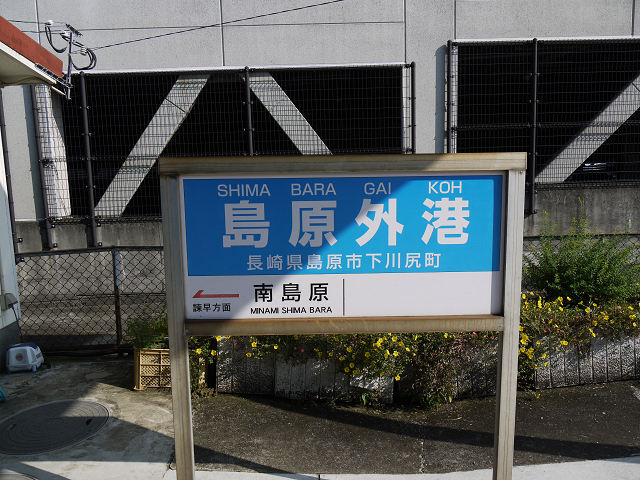 SHIMA BARA GAI KOH
島原外港
長崎県島原市下川尻町
南島原
諫早方面 MINAMI SHIMA BARA